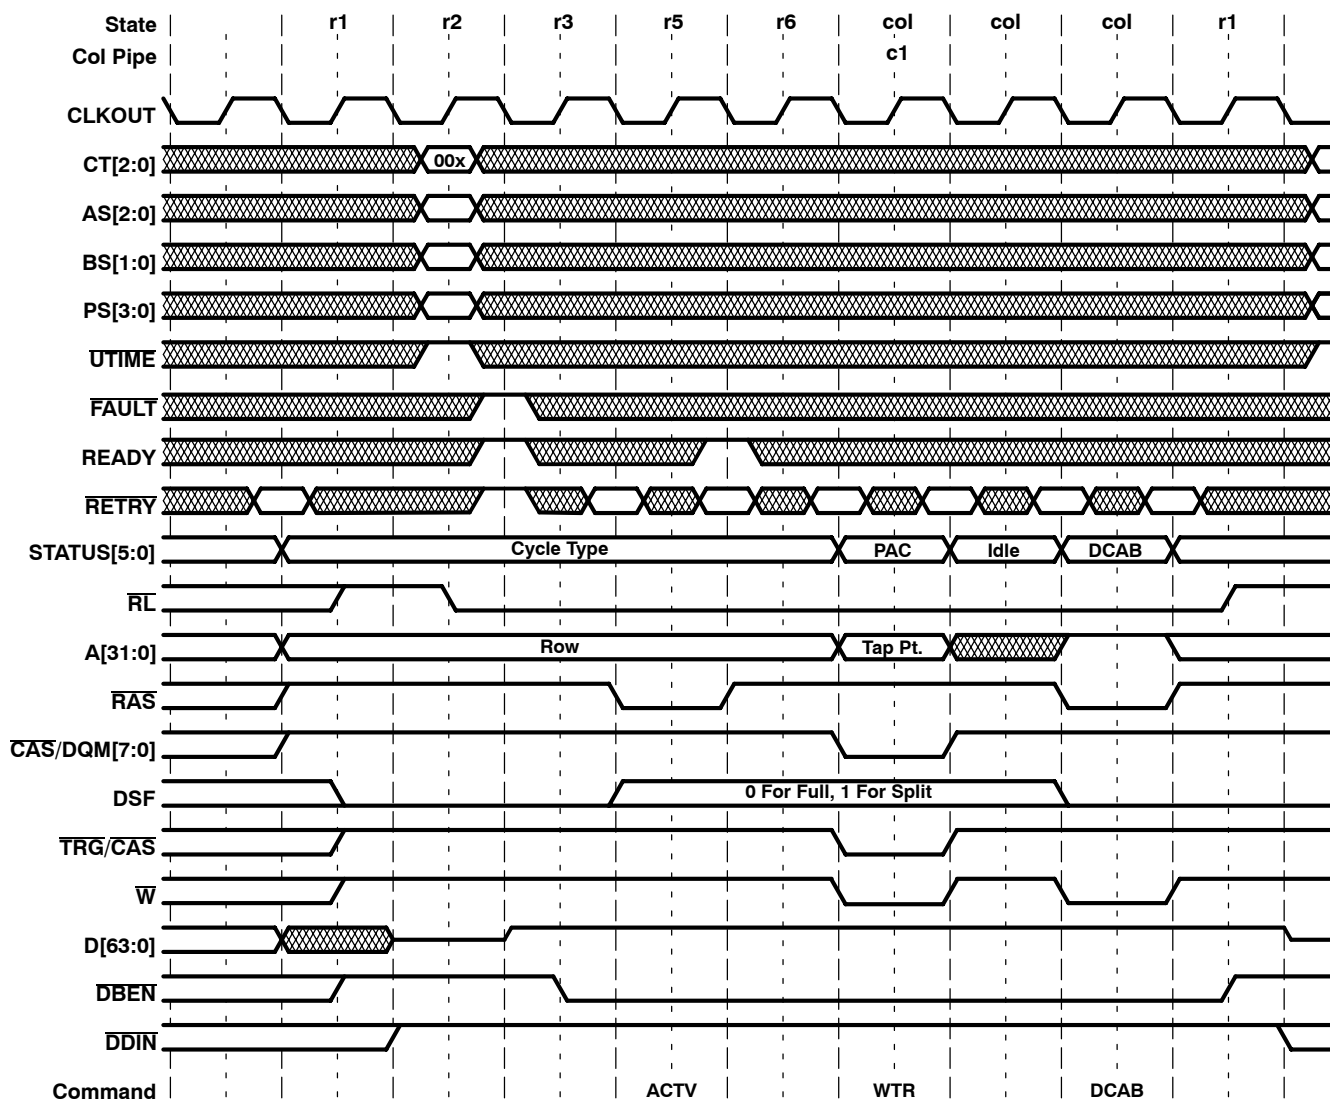 State r1 r2 r3 r5 r6 col col col r1
Col Pipe c1
CLKOUT
CT[2:0] 00x
AS[2:0]
BS[1:0]
PS[3:0]
UTIME
FAULT
READY
RETRY
STATUS[5:0] Cycle Type PAC Idle DCAB
RL
A[31:0] Row Tap Pt.
RAS
CAS/DQM[7:0]
DSF 0 For Full, 1 For Split
TRG/CAS
W
D[63:0]
DBEN
DDIN
Command ACTV WTR DCAB